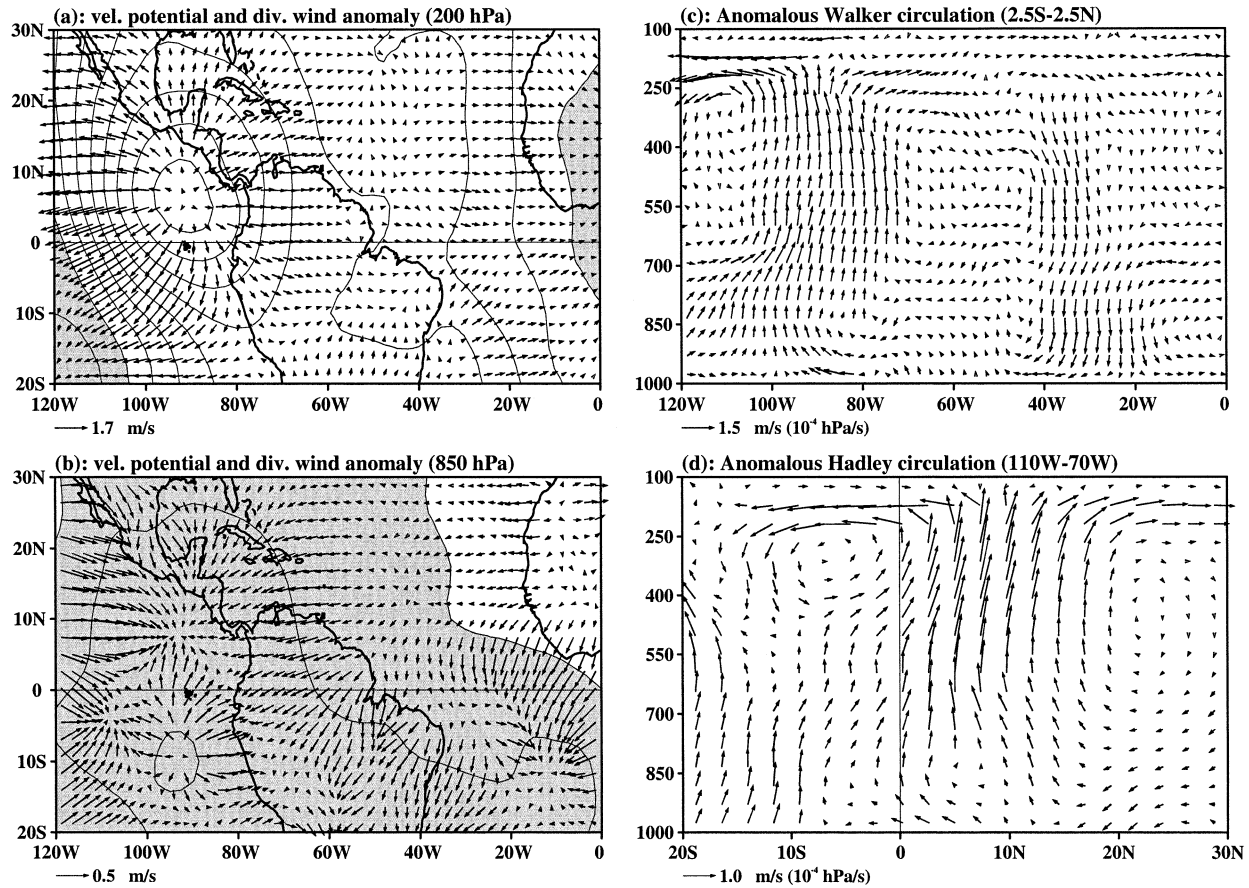 (a): vel. potential and div. wind anomaly (200 hPa)
30N
20N
10N
0
10S
20S
120W 100W 80W 60W 40W 20W 0
1.7 m/s
(c): Anomalous Walker circulation (2.5S-2.5N)
100
250
400
550
700
850
1000
120W 100W 80W 60W 40W 20W 0
1.5 m/s (10⁻⁴ hPa/s)
(b): vel. potential and div. wind anomaly (850 hPa)
30N
20N
10N
0
10S
20S
120W 100W 80W 60W 40W 20W 0
0.5 m/s
(d): Anomalous Hadley circulation (110W-70W)
100
250
400
550
700
850
1000
20S 10S 0 10N 20N 30N
1.0 m/s (10⁻⁴ hPa/s)